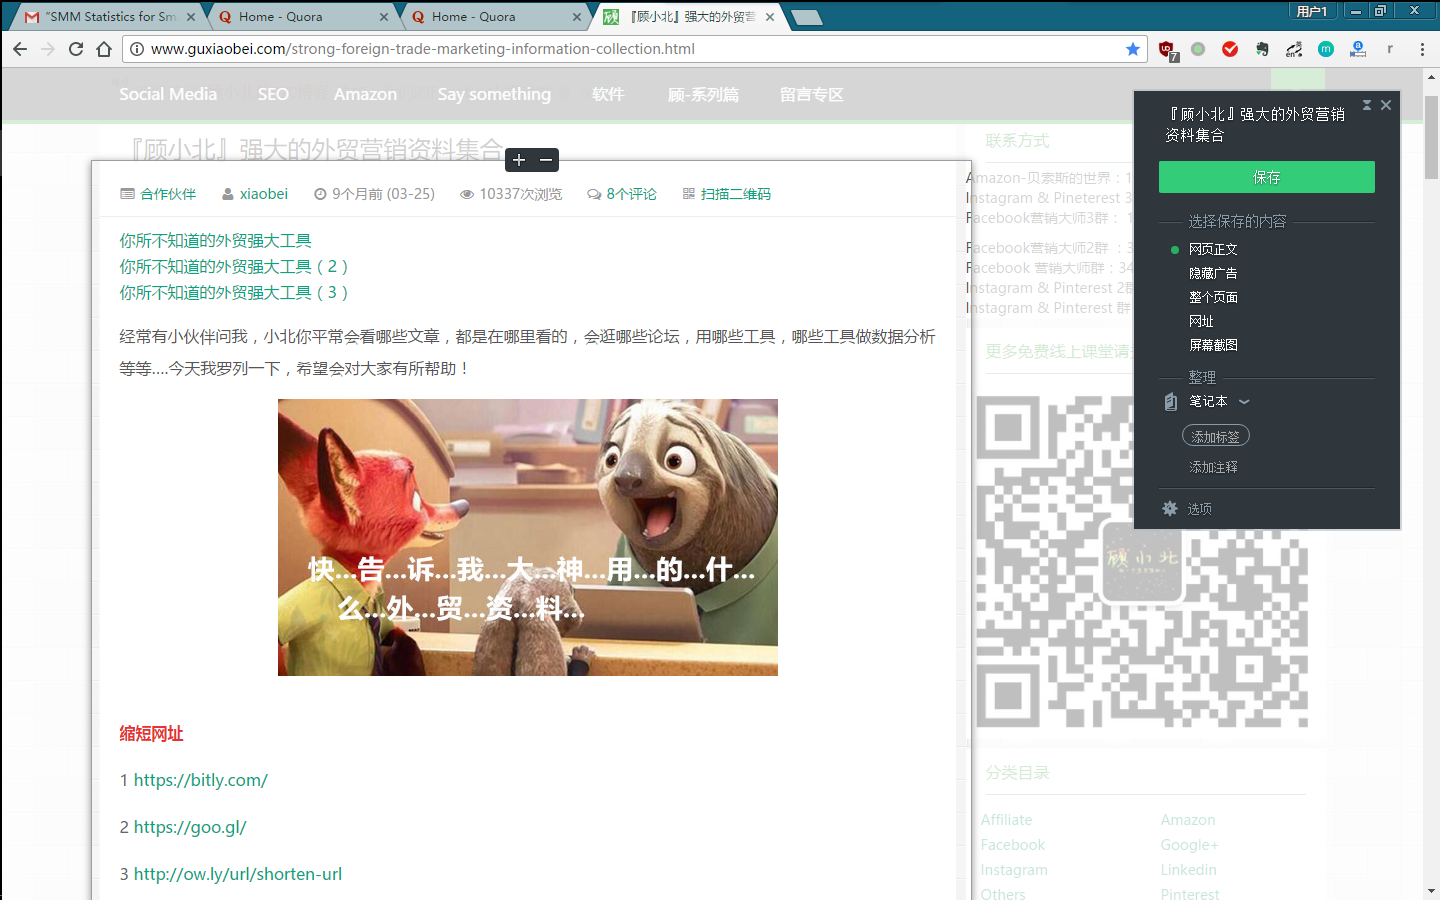 "SMM Statistics for Sm
Home - Quora
Home - Quora
『顾小北』强大的外贸营
用户1
www.guxiaobei.com/strong-foreign-trade-marketing-information-collection.html
7
en
m
a
r
Social Media
SEO
Amazon
Say something
软件
顾-系列篇
留言专区
『顾小北』强大的外贸营销资料集合
合作伙伴
xiaobei
9个月前 (03-25)
10337次浏览
8个评论
扫描二维码
你所不知道的外贸强大工具
你所不知道的外贸强大工具（2）
你所不知道的外贸强大工具（3）
经常有小伙伴问我，小北你平常会看哪些文章，都是在哪里看的，会逛哪些论坛，用哪些工具，哪些工具做数据分析
等等....今天我罗列一下，希望会对大家有所帮助！
快...告...诉...我...大...神...用...的...什...
么...外...贸...资...料...
缩短网址
1 https://bitly.com/
2 https://goo.gl/
3 http://ow.ly/url/shorten-url
联系方式
Amazon-贝索斯的世界：1
Instagram & Pineterest 3
Facebook营销大师3群： 1
Facebook营销大师2群 ：3
Facebook 营销大师群：34
Instagram & Pinterest 2群
Instagram & Pinterest 群
更多免费线上课堂请
顾小北
分类目录
Affiliate
Amazon
Facebook
Google+
Instagram
Linkedin
Others
Pinterest
『顾小北』强大的外贸营销
资料集合
保存
选择保存的内容
网页正文
隐藏广告
整个页面
网址
屏幕截图
整理
笔记本
添加标签
添加注释
选项